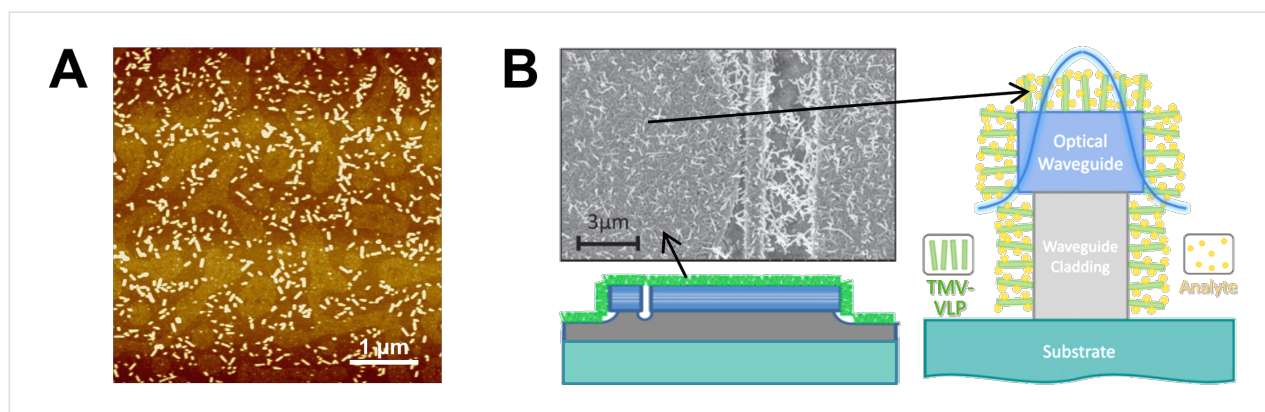 A
1 µm
B
3µm
Optical
Waveguide
Waveguide
Cladding
TMV-
VLP
Analyte
Substrate